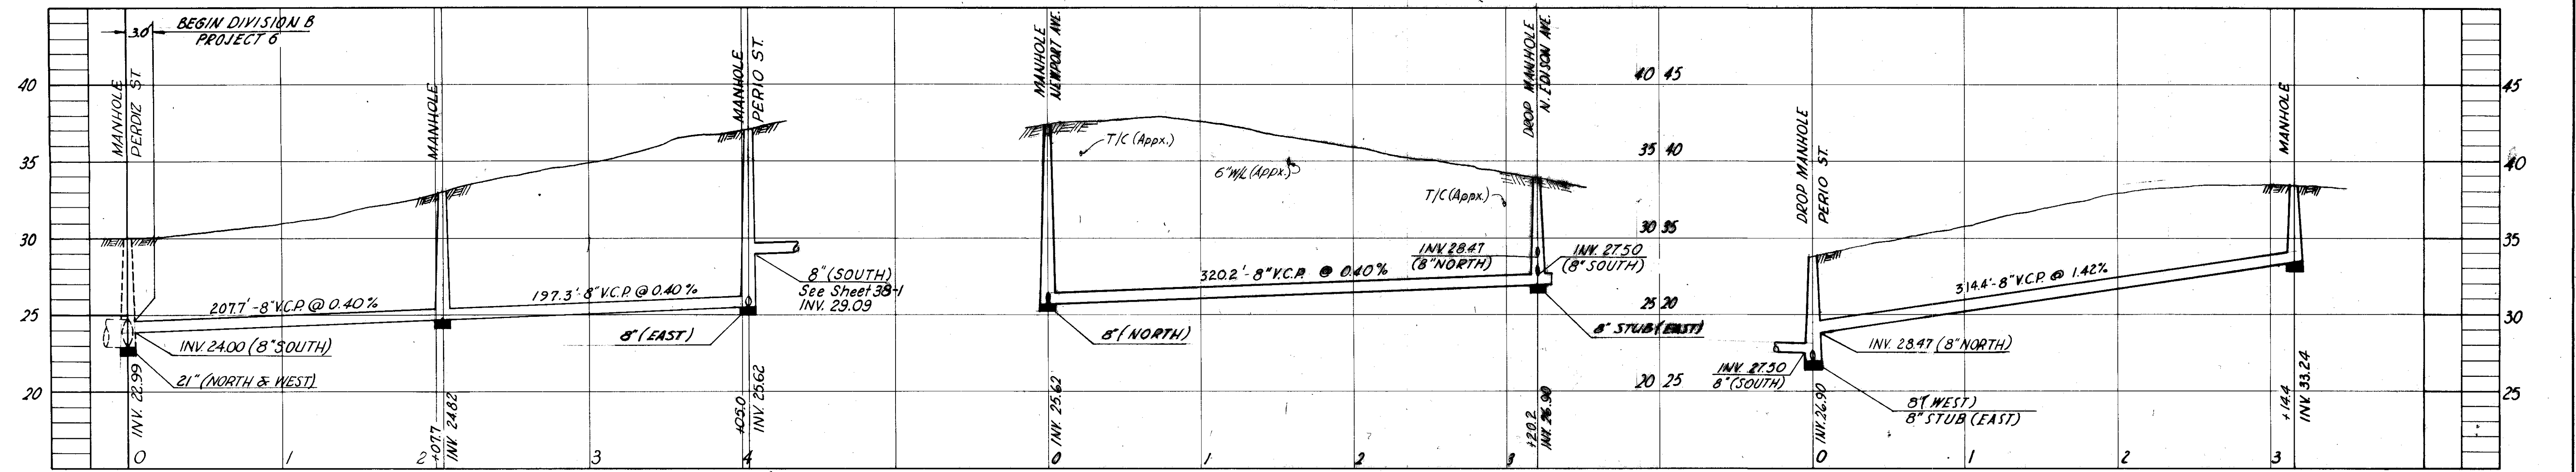 BEGIN DIVISION B
PROJECT 6
3.0'
40
35
30
25
20
MANHOLE
PERDIZ ST.
MANHOLE
MANHOLE
PERIO ST.
207.7'-8" V.C.P. @ 0.40%
197.3'-8" V.C.P. @ 0.40%
INV. 24.00 (8" SOUTH)
21" (NORTH & WEST)
8" (EAST)
8" (SOUTH)
See Sheet 38-1
INV. 29.09
INV. 22.99
+07.7
INV. 24.82
+05.0
INV. 25.62
0
1
2
3
4
MANHOLE
NEWPORT AVE.
DROP MANHOLE
N. EDISON AVE.
T/C (Appx.)
6" W/L (Appx.)
T/C (Appx.)
INV. 28.47
(8" NORTH)
INV. 27.50
(8" SOUTH)
320.2'-8" V.C.P. @ 0.40%
8" (NORTH)
8" STUB (EAST)
INV. 25.62
+20.2
INV. 26.90
0
1
2
3
40 45
35 40
30 35
25 20
20 25
DROP MANHOLE
PERIO ST.
MANHOLE
314.4'-8" V.C.P. @ 1.42%
INV. 28.47 (8" NORTH)
INV. 27.50
8" (SOUTH)
8" (WEST)
8" STUB (EAST)
INV. 26.90
+14.4
INV. 33.24
0
1
2
3
45
40
35
30
25